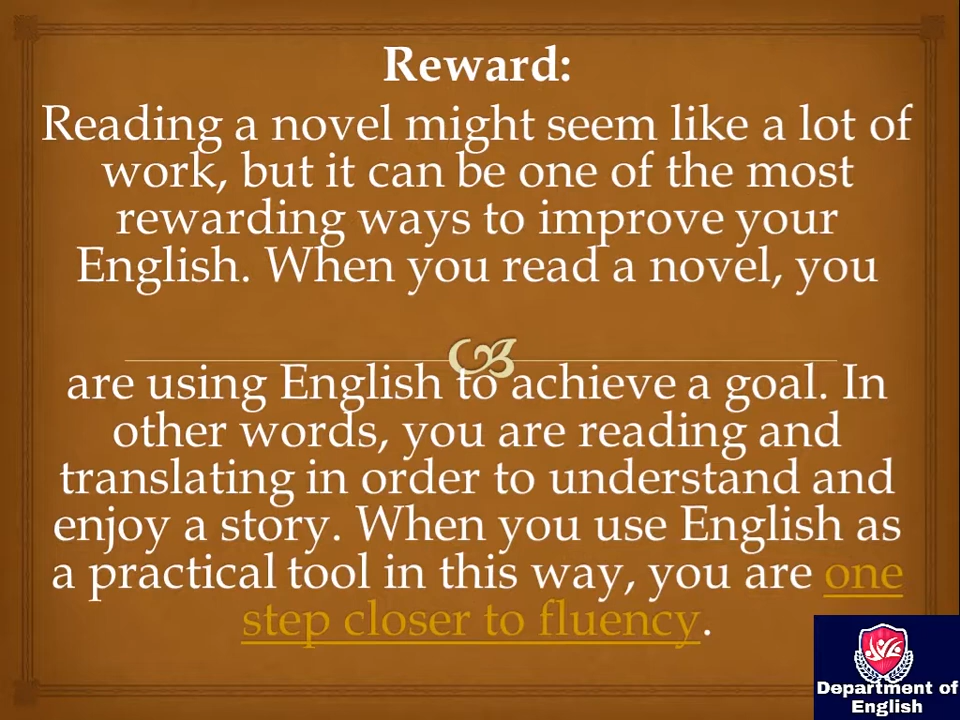 Reward:
Reading a novel might seem like a lot of
work, but it can be one of the most
rewarding ways to improve your
English. When you read a novel, you
are using English to achieve a goal. In
other words, you are reading and
translating in order to understand and
enjoy a story. When you use English as
a practical tool in this way, you are one
step closer to fluency.
Department of
English